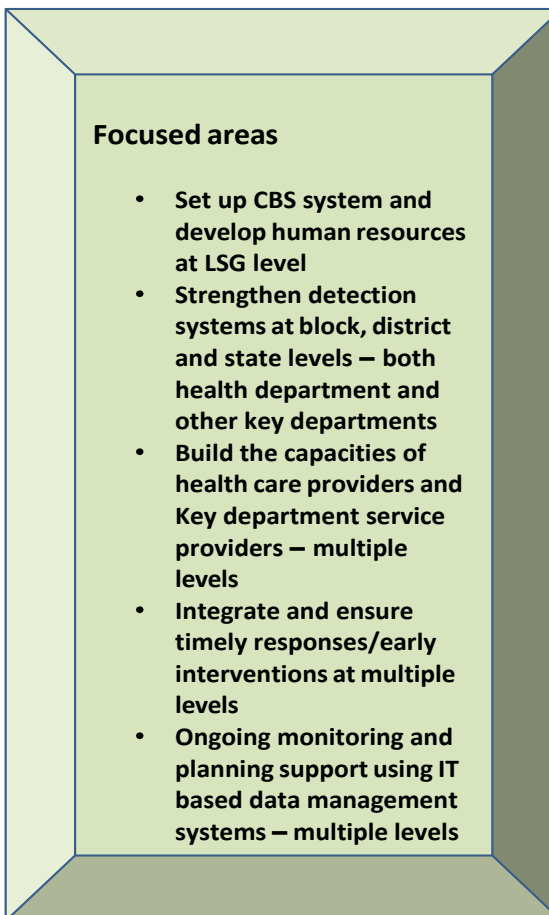 Focused areas
• Set up CBS system and
develop human resources
at LSG level
• Strengthen detection
systems at block, district
and state levels – both
health department and
other key departments
• Build the capacities of
health care providers and
Key department service
providers – multiple
levels
• Integrate and ensure
timely responses/early
interventions at multiple
levels
• Ongoing monitoring and
planning support using IT
based data management
systems – multiple levels